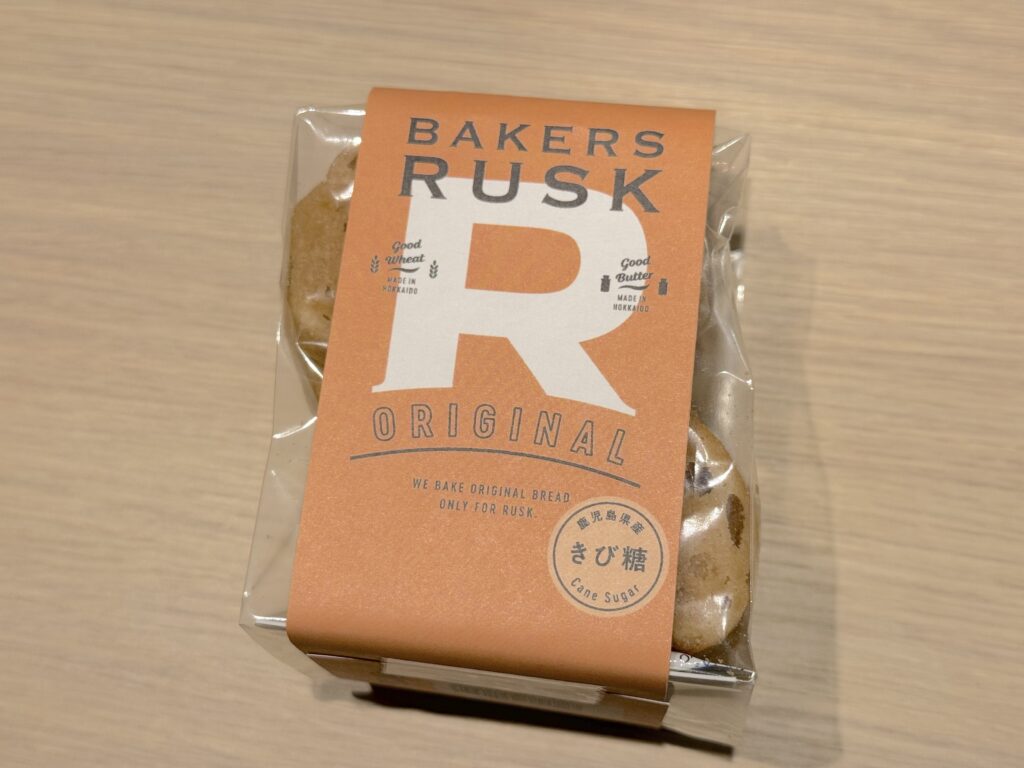 BAKERS
RUSK
R
Good
Wheat
MADE IN
HOKKAIDO
Good
Butter
MADE IN
HOKKAIDO
ORIGINAL
WE BAKE ORIGINAL BREAD
ONLY FOR RUSK.
鹿児島県産
きび糖
Cane Sugar